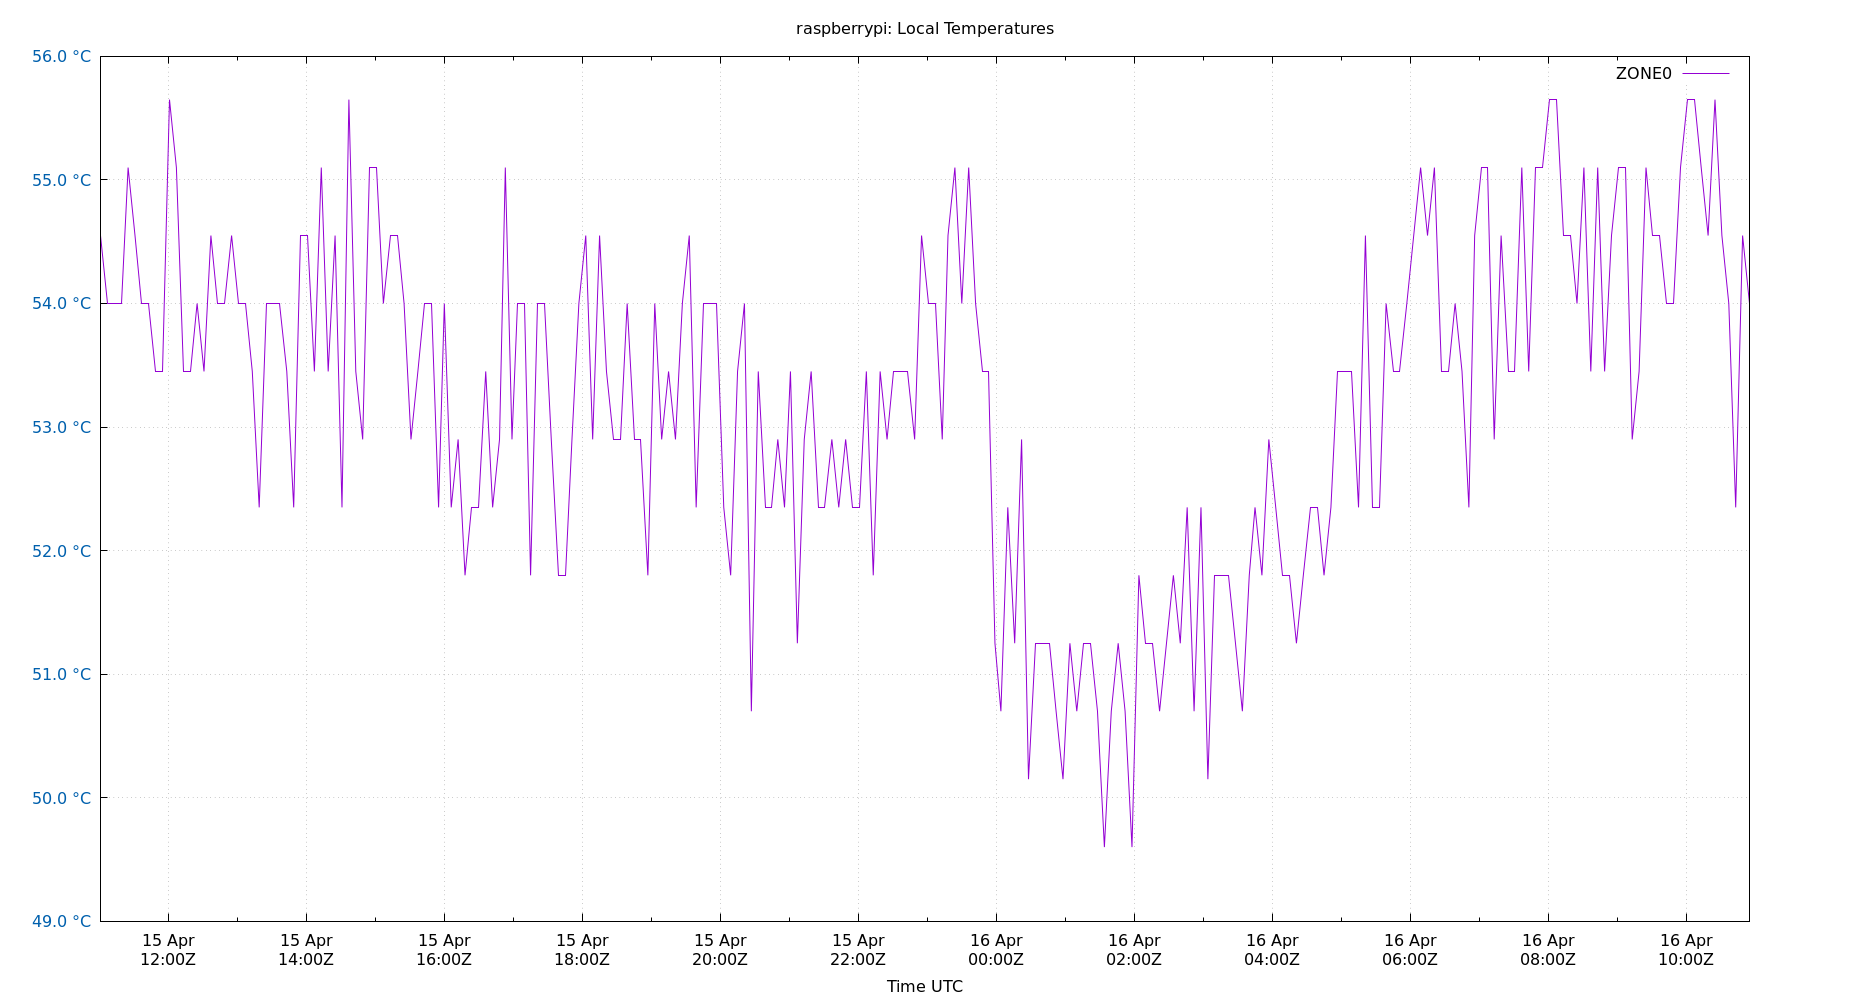 raspberrypi: Local Temperatures
56.0 °C
ZONE0
55.0 °C
54.0 °C
53.0 °C
52.0 °C
51.0 °C
50.0 °C
49.0 °C
15 Apr 15 Apr 15 Apr 15 Apr 15 Apr 15 Apr 16 Apr 16 Apr 16 Apr 16 Apr 16 Apr 16 Apr
12:00Z 14:00Z 16:00Z 18:00Z 20:00Z 22:00Z 00:00Z 02:00Z 04:00Z 06:00Z 08:00Z 10:00Z
Time UTC